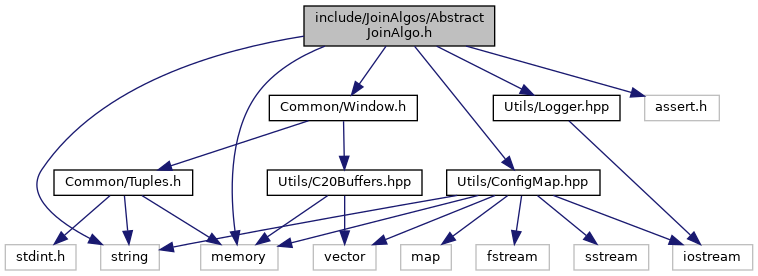 include/JoinAlgos/Abstract
JoinAlgo.h
Common/Window.h
Utils/Logger.hpp
assert.h
Common/Tuples.h
Utils/C20Buffers.hpp
Utils/ConfigMap.hpp
stdint.h
string
memory
vector
map
fstream
sstream
iostream